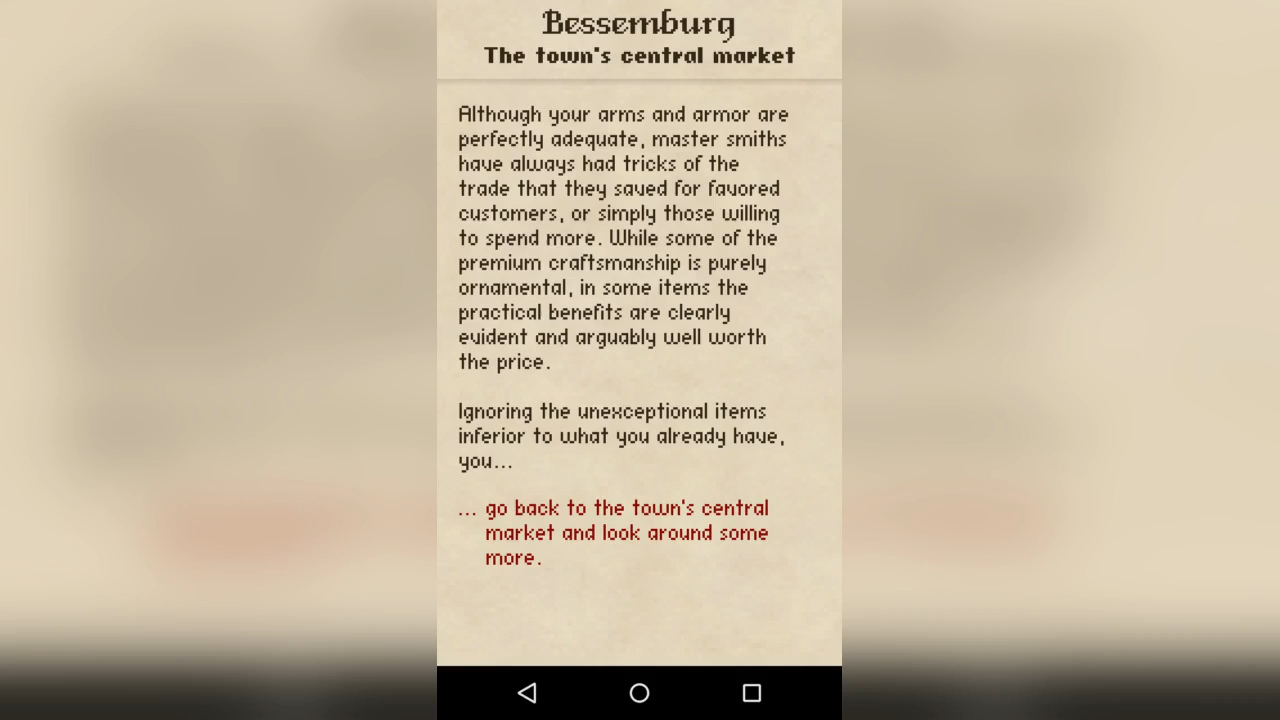 Bessemburg
The town's central market
Although your arms and armor are
perfectly adequate, master smiths
have always had tricks of the
trade that they saved for favored
customers, or simply those willing
to spend more. While some of the
premium craftsmanship is purely
ornamental, in some items the
practical benefits are clearly
evident and arguably well worth
the price.
Ignoring the unexceptional items
inferior to what you already have,
you...
... go back to the town's central
market and look around some
more.